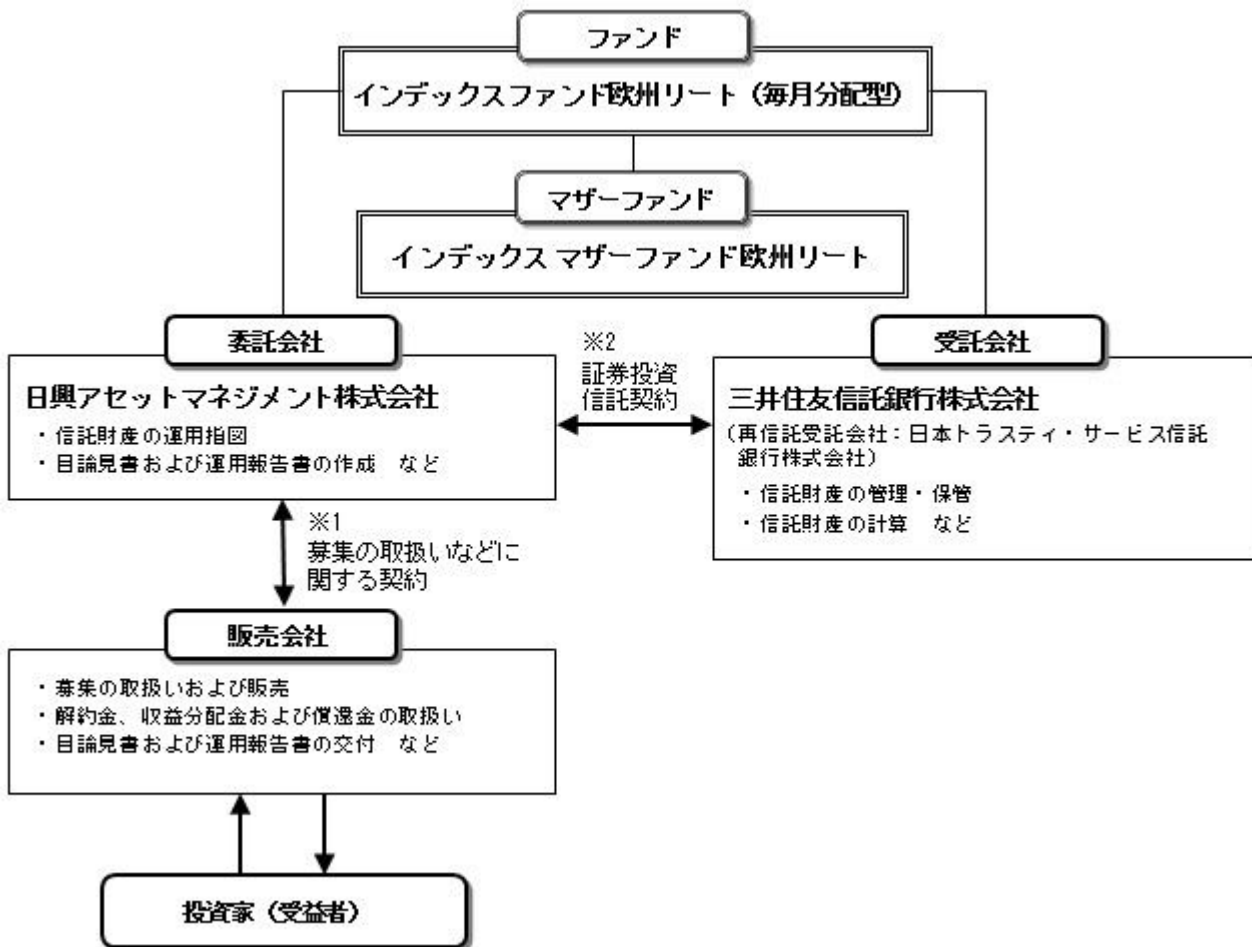 ファンド
インデックスファンド欧州リート（毎月分配型）
マザーファンド
インデックス マザーファンド欧州リート
委託会社
日興アセットマネジメント株式会社
・信託財産の運用指図
・目論見書および運用報告書の作成　など
※2
証券投資
信託契約
受託会社
三井住友信託銀行株式会社
（再信託受託会社：日本トラスティ・サービス信託
銀行株式会社）
・信託財産の管理・保管
・信託財産の計算　など
※1
募集の取扱いなどに
関する契約
販売会社
・募集の取扱いおよび販売
・解約金、収益分配金および償還金の取扱い
・目論見書および運用報告書の交付　など
投資家（受益者）